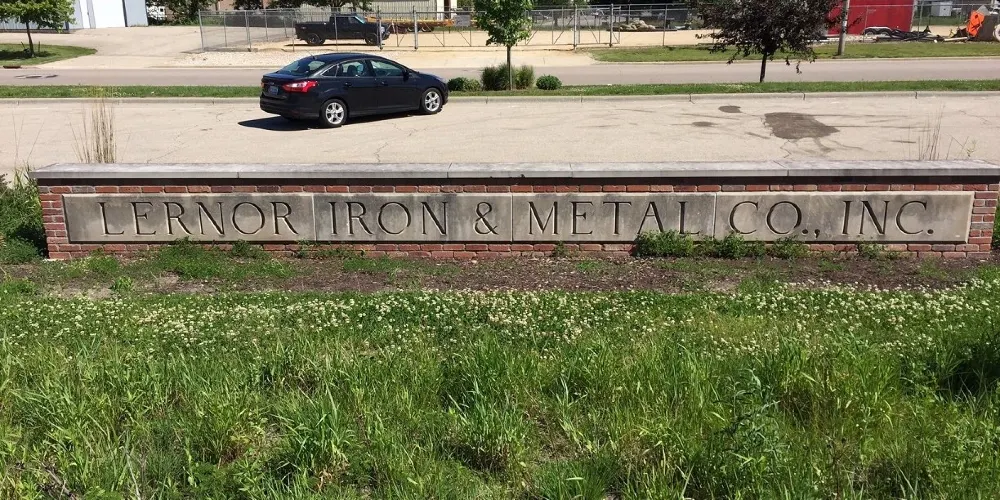 LERNOR IRON & METAL CO., INC.